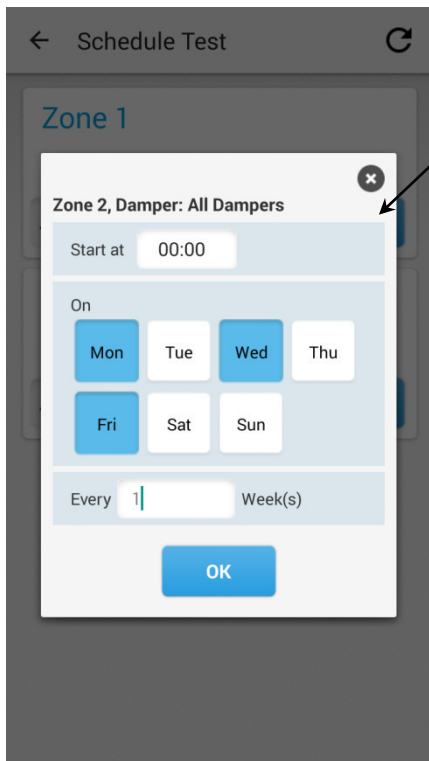 Schedule Test
Zone 1
Zone 2, Damper: All Dampers
Start at 00:00
On
Mon Tue Wed Thu
Fri Sat Sun
Every 1 Week(s)
OK